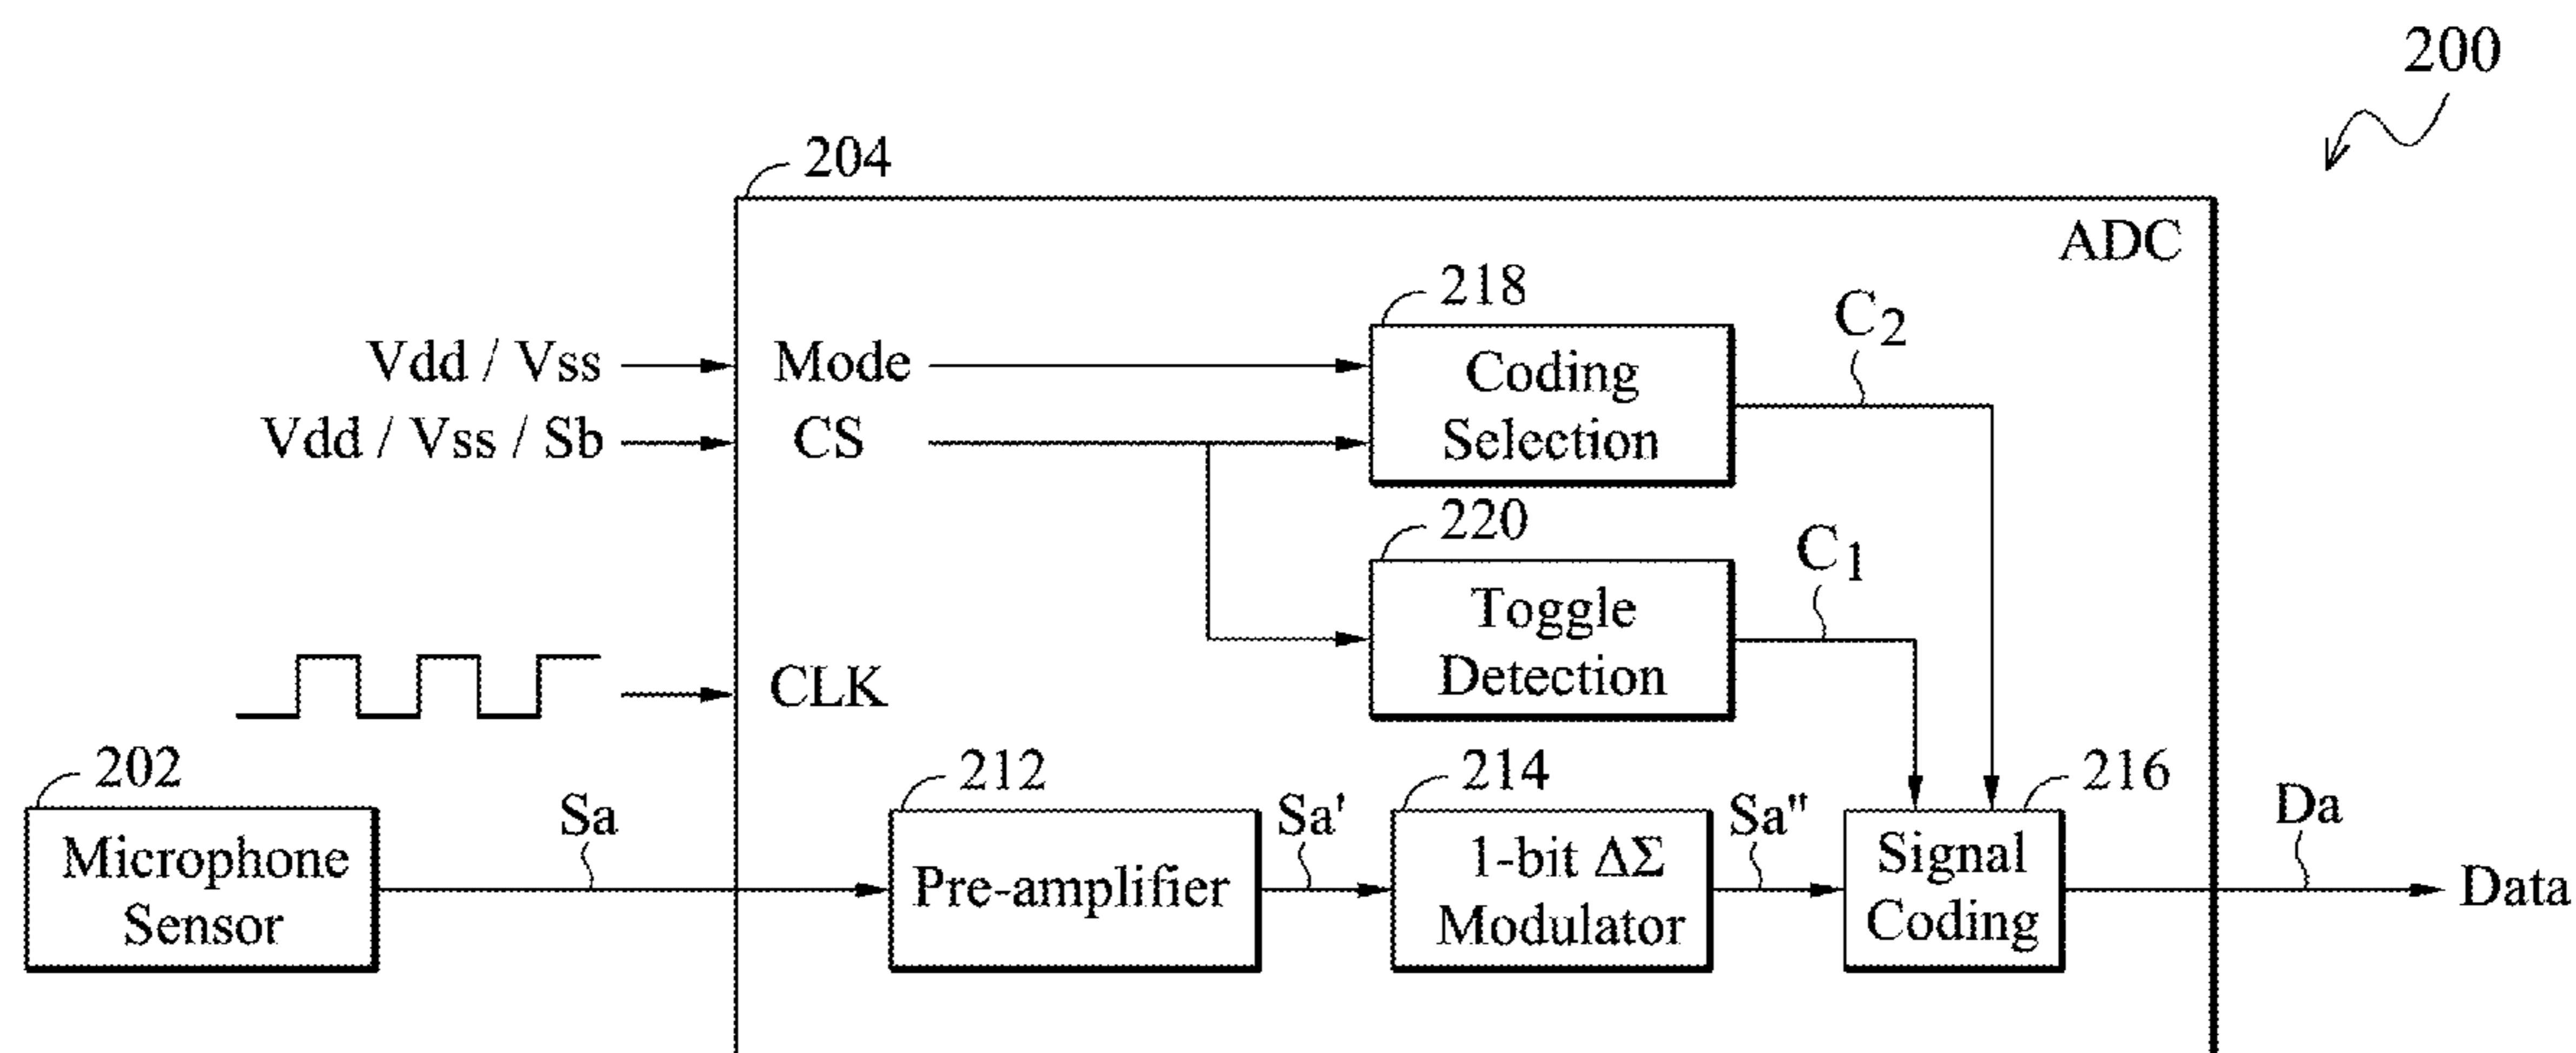 200
204
ADC
218
C2
Vdd / Vss
Mode
Coding
Selection
Vdd / Vss / Sb
CS
220
C1
Toggle
Detection
CLK
202
212
214
216
Sa
Sa'
Sa"
Da
Microphone
Sensor
Pre-amplifier
1-bit ΔΣ
Modulator
Signal
Coding
Data